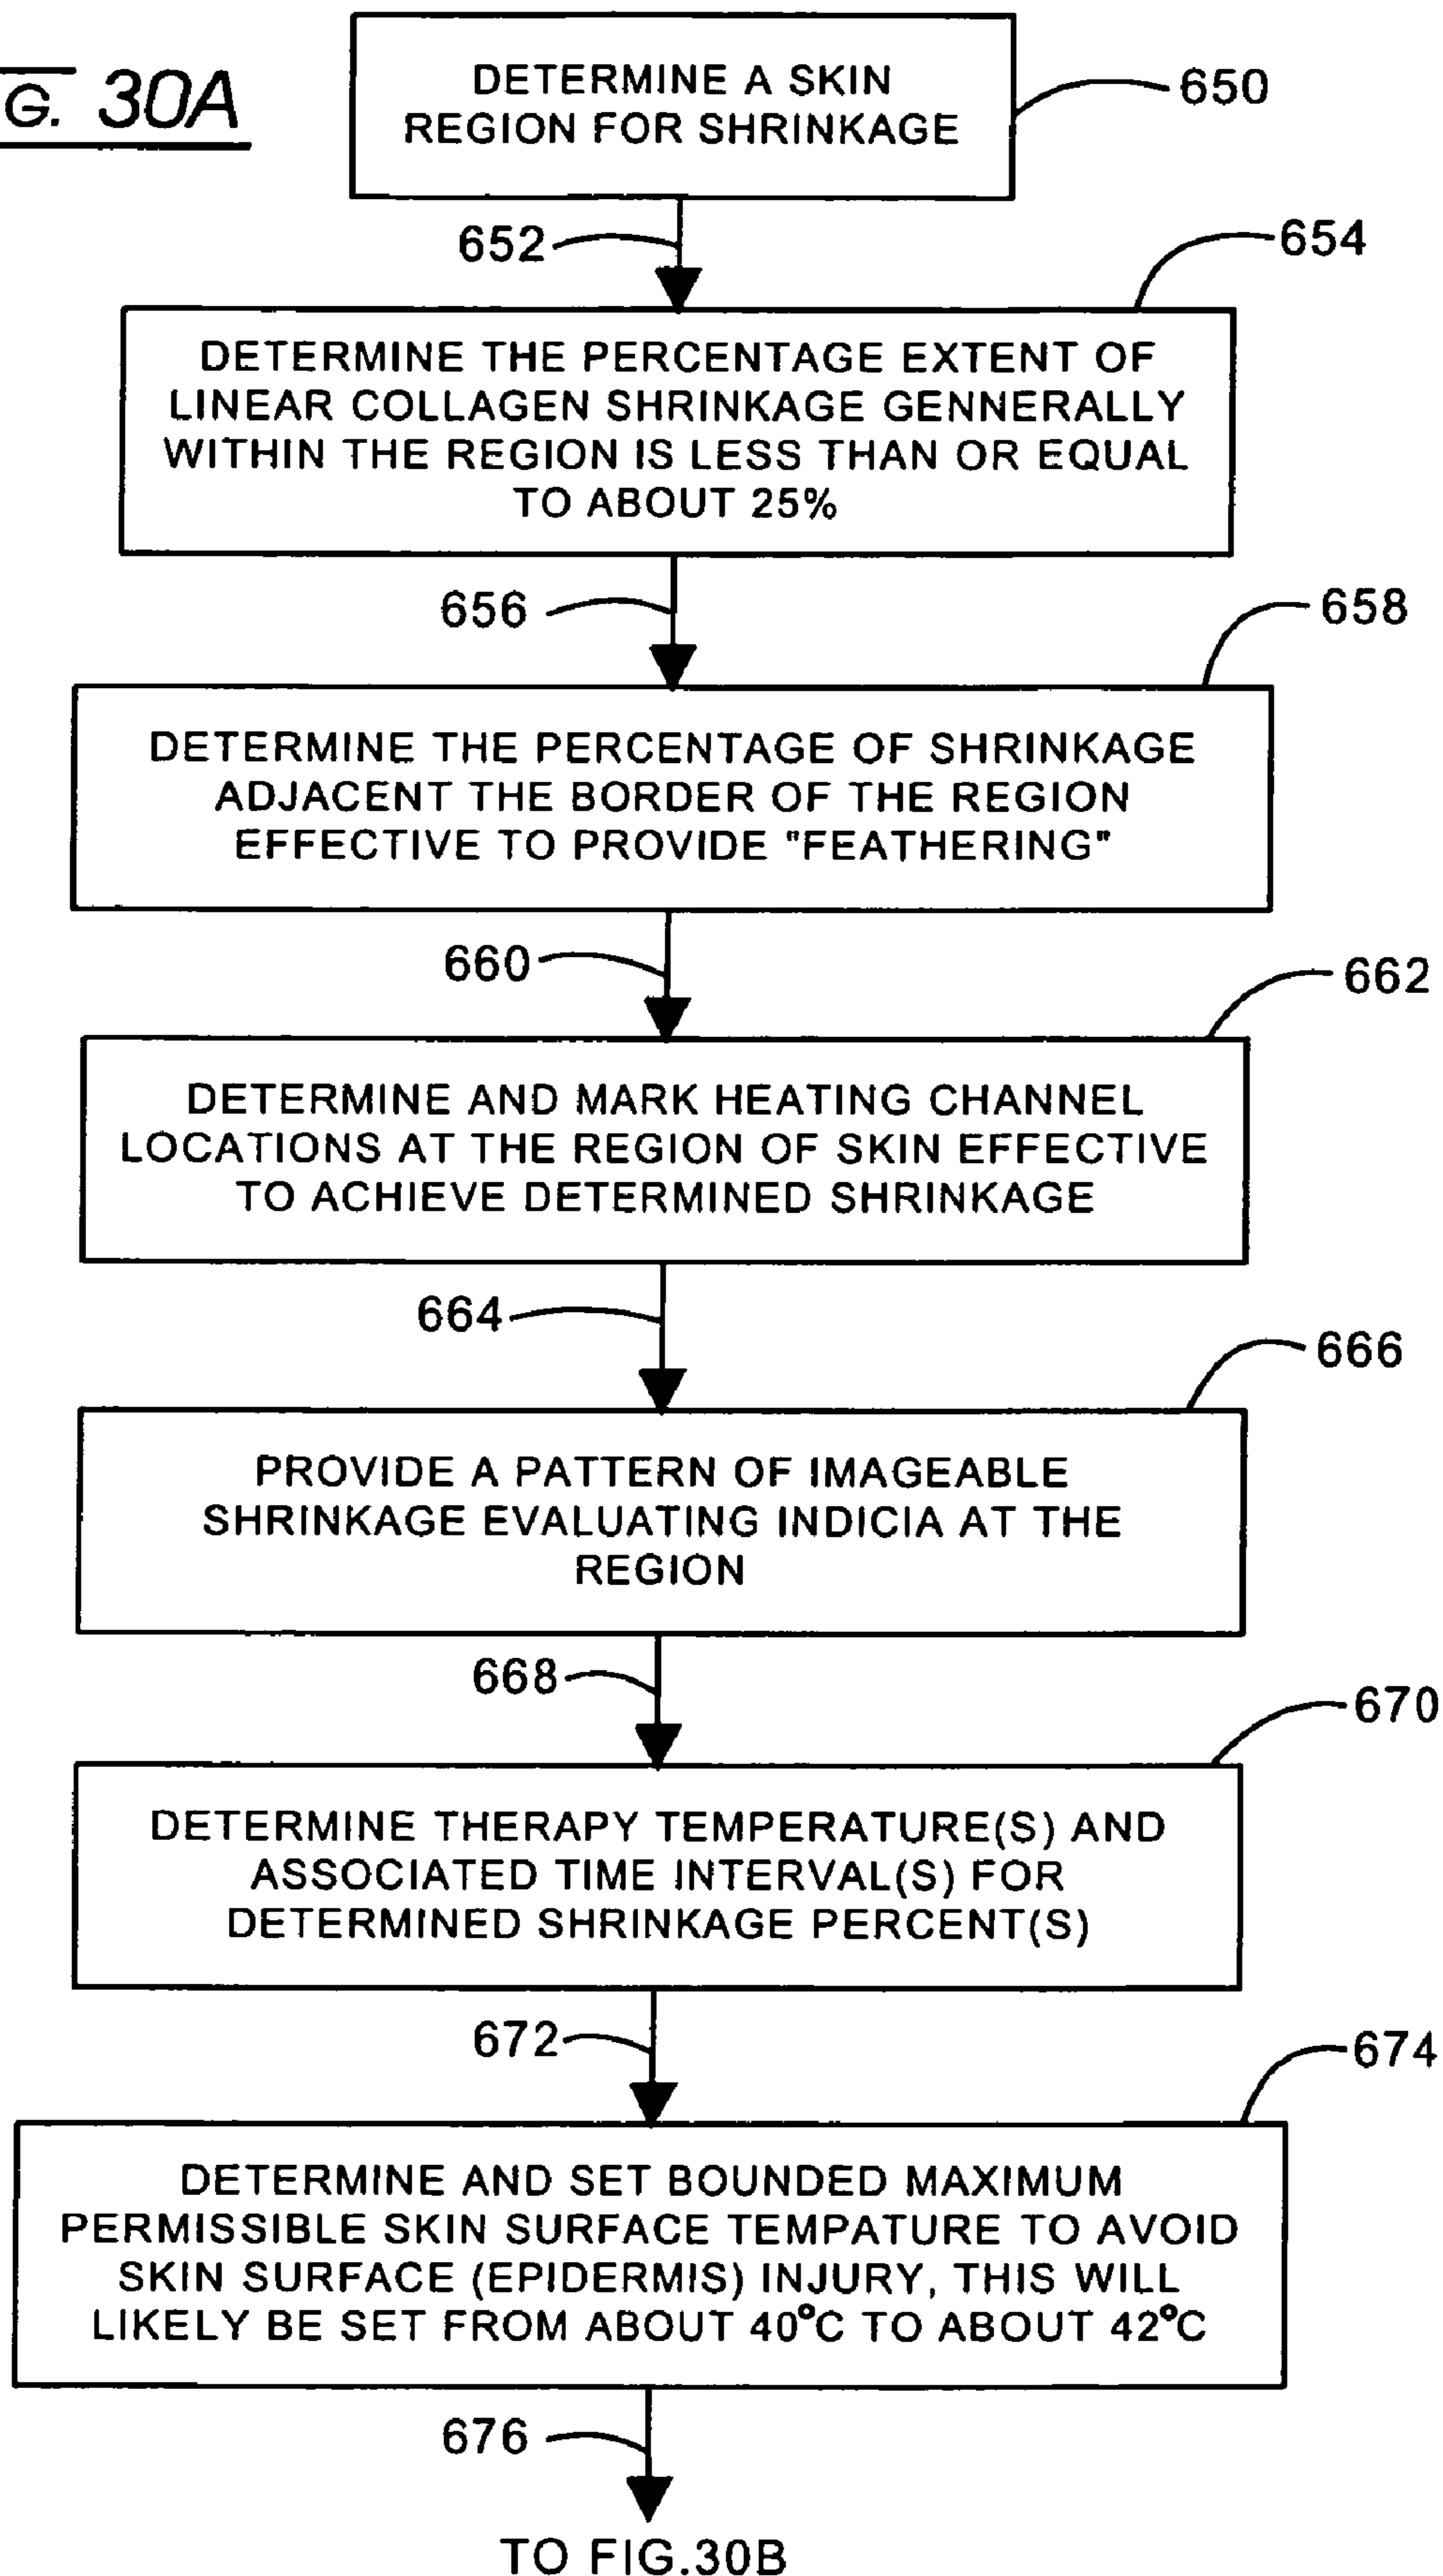 G. 30A
DETERMINE A SKIN
REGION FOR SHRINKAGE
650
652
654
DETERMINE THE PERCENTAGE EXTENT OF
LINEAR COLLAGEN SHRINKAGE GENNERALLY
WITHIN THE REGION IS LESS THAN OR EQUAL
TO ABOUT 25%
656
658
DETERMINE THE PERCENTAGE OF SHRINKAGE
ADJACENT THE BORDER OF THE REGION
EFFECTIVE TO PROVIDE "FEATHERING"
660
662
DETERMINE AND MARK HEATING CHANNEL
LOCATIONS AT THE REGION OF SKIN EFFECTIVE
TO ACHIEVE DETERMINED SHRINKAGE
664
666
PROVIDE A PATTERN OF IMAGEABLE
SHRINKAGE EVALUATING INDICIA AT THE
REGION
668
670
DETERMINE THERAPY TEMPERATURE(S) AND
ASSOCIATED TIME INTERVAL(S) FOR
DETERMINED SHRINKAGE PERCENT(S)
672
674
DETERMINE AND SET BOUNDED MAXIMUM
PERMISSIBLE SKIN SURFACE TEMPATURE TO AVOID
SKIN SURFACE (EPIDERMIS) INJURY, THIS WILL
LIKELY BE SET FROM ABOUT 40°C TO ABOUT 42°C
676
TO FIG.30B